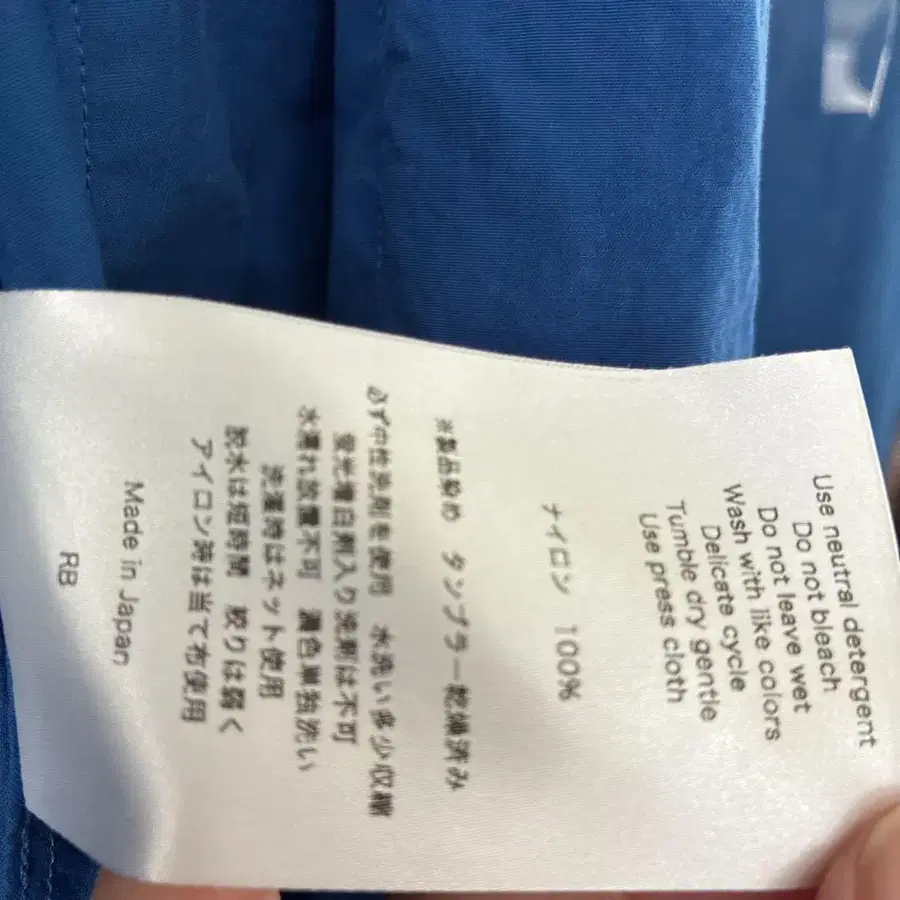 Use neutral detergent
Do not bleach
Do not leave wet
Wash with like colors
Delicate cycle
Tumble dry gentle
Use press cloth
ナイロン 100%
※製品染め タンブラー乾燥済み
必ず中性洗剤を使用 水洗い多少収縮
蛍光増白剤入り洗剤は不可
水濡れ放置不可 濃色単独洗い
洗濯時はネット使用
脱水は短時間 絞りは弱く
アイロン時は当て布使用
Made in Japan
RB